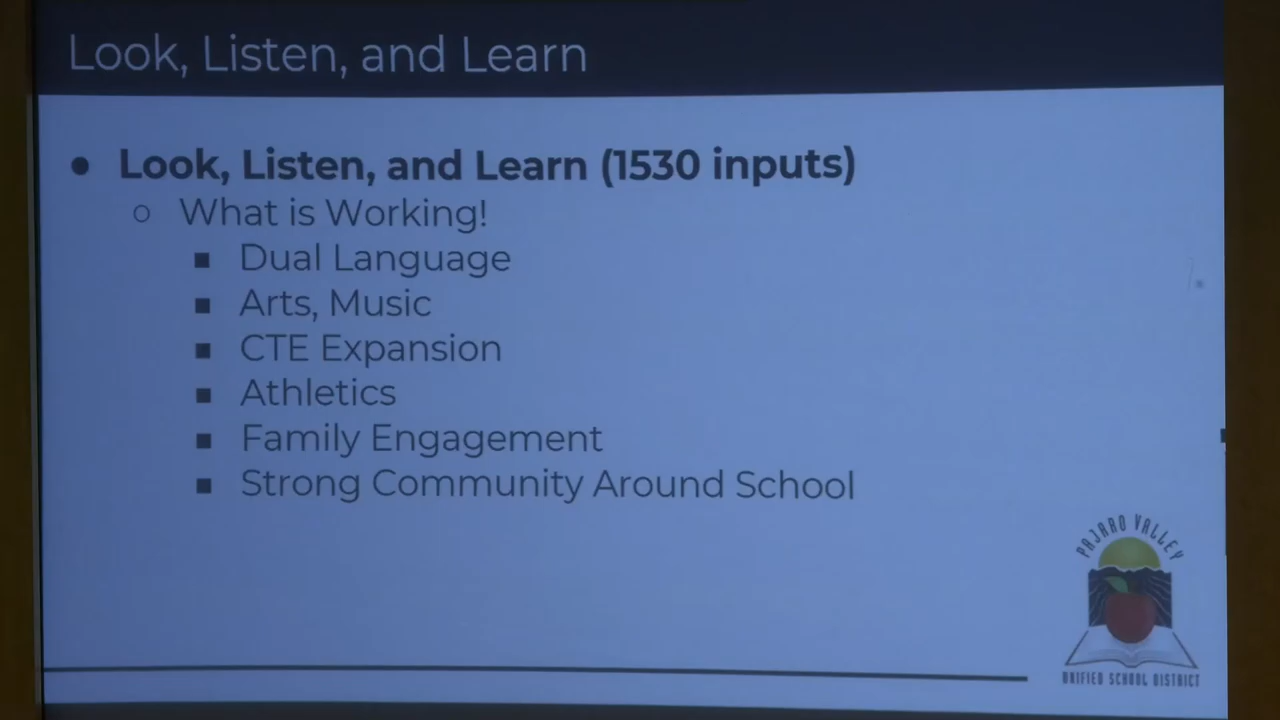 Look, Listen, and Learn
● Look, Listen, and Learn (1530 inputs)
○ What is Working!
■ Dual Language
■ Arts, Music
■ CTE Expansion
■ Athletics
■ Family Engagement
■ Strong Community Around School
PAJARO VALLEY
UNIFIED SCHOOL DISTRICT